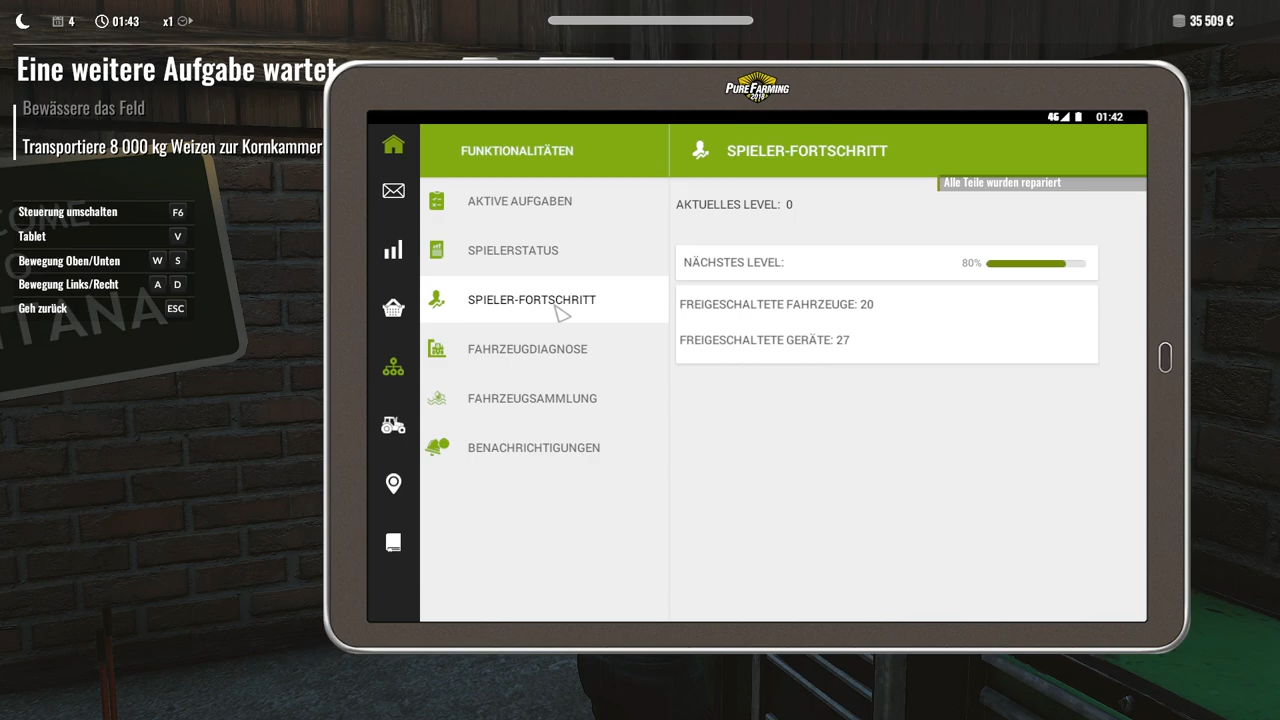 4 01:43 x1
35 509 €
Eine weitere Aufgabe wartet
Bewässere das Feld
Transportiere 8 000 kg Weizen zur Kornkammer
Steuerung umschalten F6
Tablet V
Bewegung Oben/Unten W S
Bewegung Links/Recht A D
Geh zurück ESC
PURE FARMING
2018
4G 01:42
FUNKTIONALITÄTEN
SPIELER-FORTSCHRITT
Alle Teile wurden repariert
AKTIVE AUFGABEN
SPIELERSTATUS
SPIELER-FORTSCHRITT
FAHRZEUGDIAGNOSE
FAHRZEUGSAMMLUNG
BENACHRICHTIGUNGEN
AKTUELLES LEVEL: 0
NÄCHSTES LEVEL: 80%
FREIGESCHALTETE FAHRZEUGE: 20
FREIGESCHALTETE GERÄTE: 27